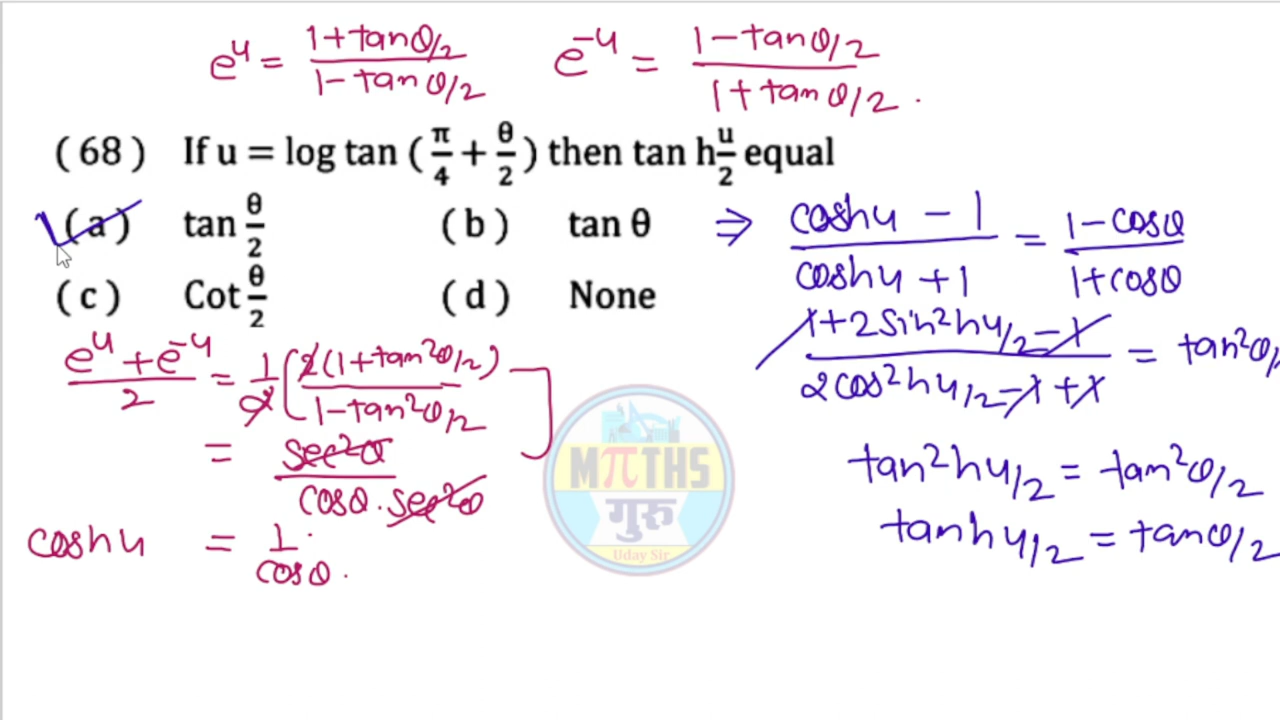 e^u = (1+tanθ/2)/(1-tanθ/2)    e^-u = (1-tanθ/2)/(1+tanθ/2).
(68) If u = log tan (π/4 + θ/2) then tan h u/2 equal
(a) tan θ/2    (b) tan θ
(c) Cot θ/2    (d) None
(e^u + e^-u)/2 = 1/2 (2(1+tan²θ/2)/(1-tan²θ/2))
= sec²θ/(cosθ.sec²θ)
coshu = 1/cosθ.
⇒ (coshu - 1)/(coshu + 1) = (1-cosθ)/(1+cosθ)
(1+2sin²hu/2-1)/(2cos²hu/2-1+1) = tan²θ/
tan²hu/2 = tan²θ/2
tanhu/2 = tanθ/2
MπTHS
गुरु
Uday Sir